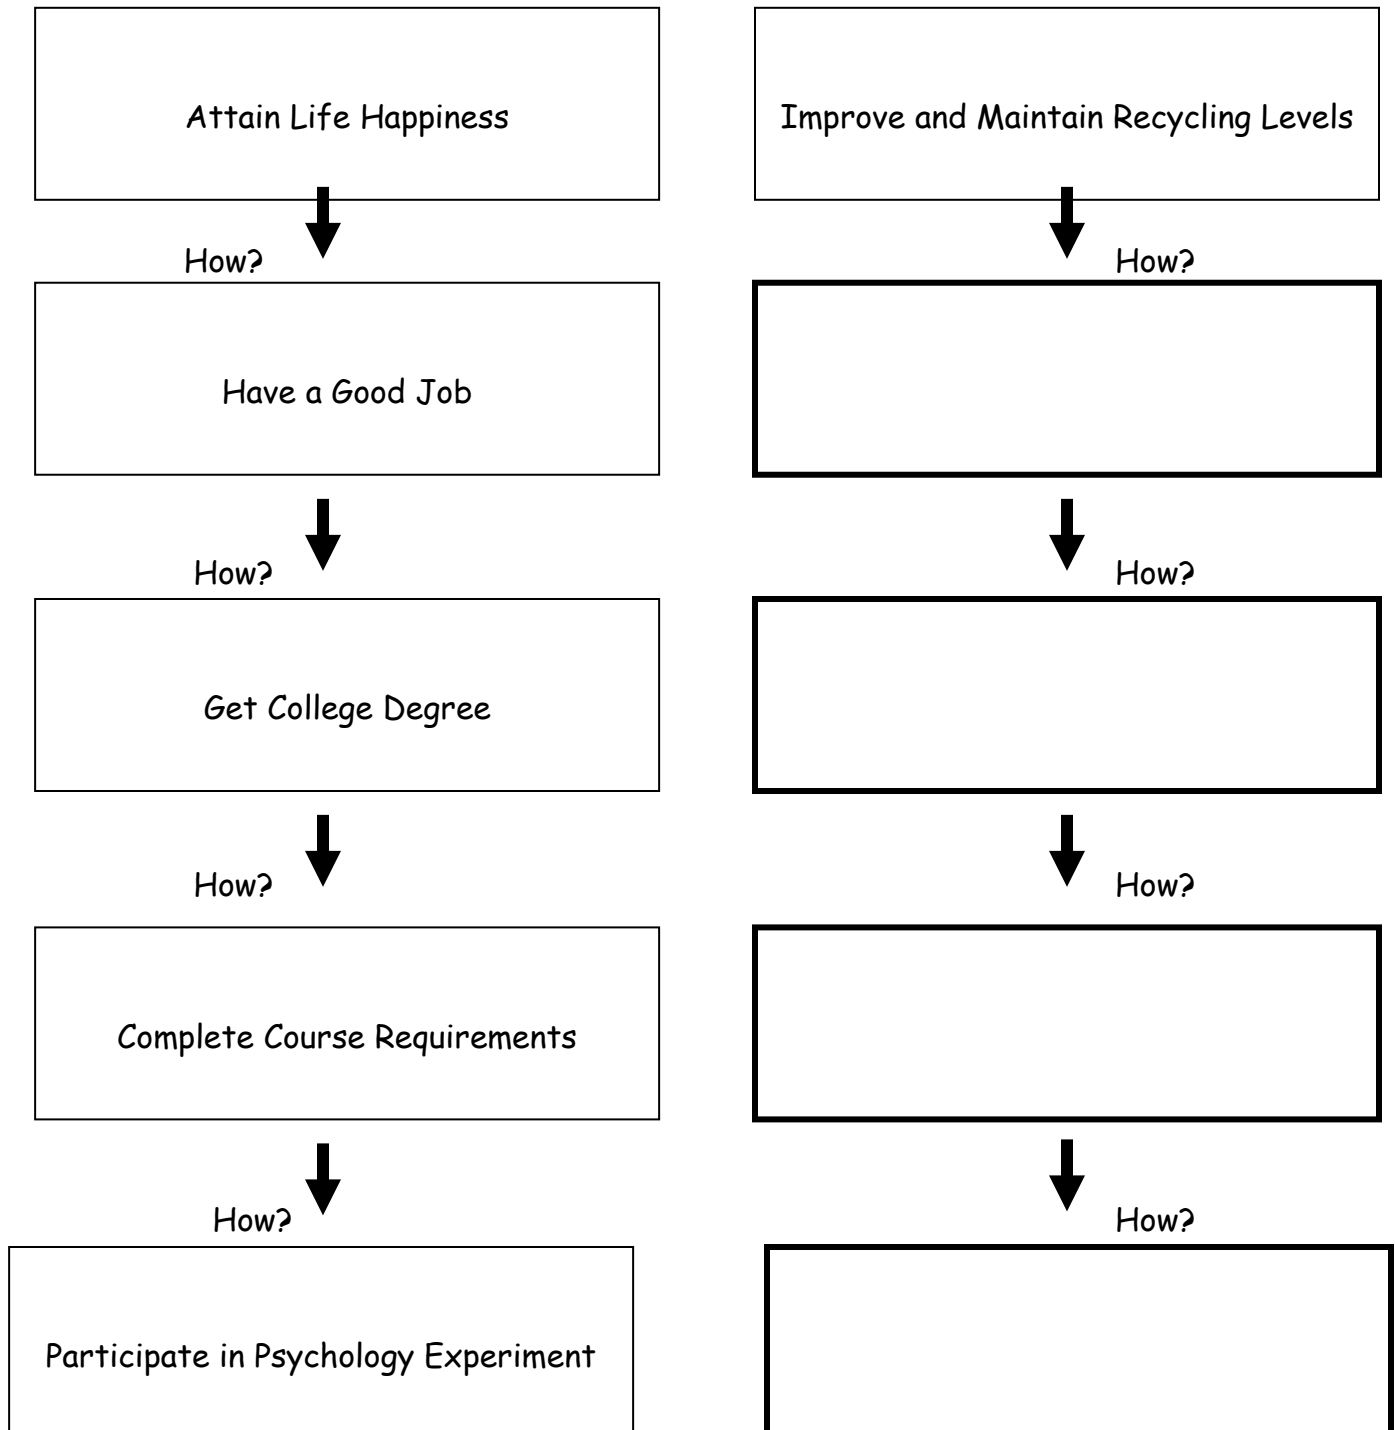 Attain Life Happiness
Improve and Maintain Recycling Levels
How?
How?
Have a Good Job
How?
How?
Get College Degree
How?
How?
Complete Course Requirements
How?
How?
Participate in Psychology Experiment